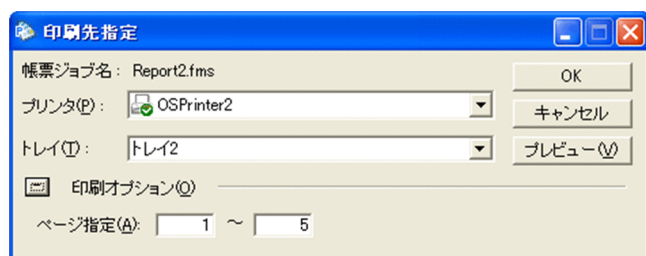 印刷先指定
帳票ジョブ名： Report2.fms
OK
プリンタ(P)： OSPrinter2
キャンセル
トレイ(T)： トレイ2
プレビュー(V)
印刷オプション(O)
ページ指定(A): 1 ～ 5